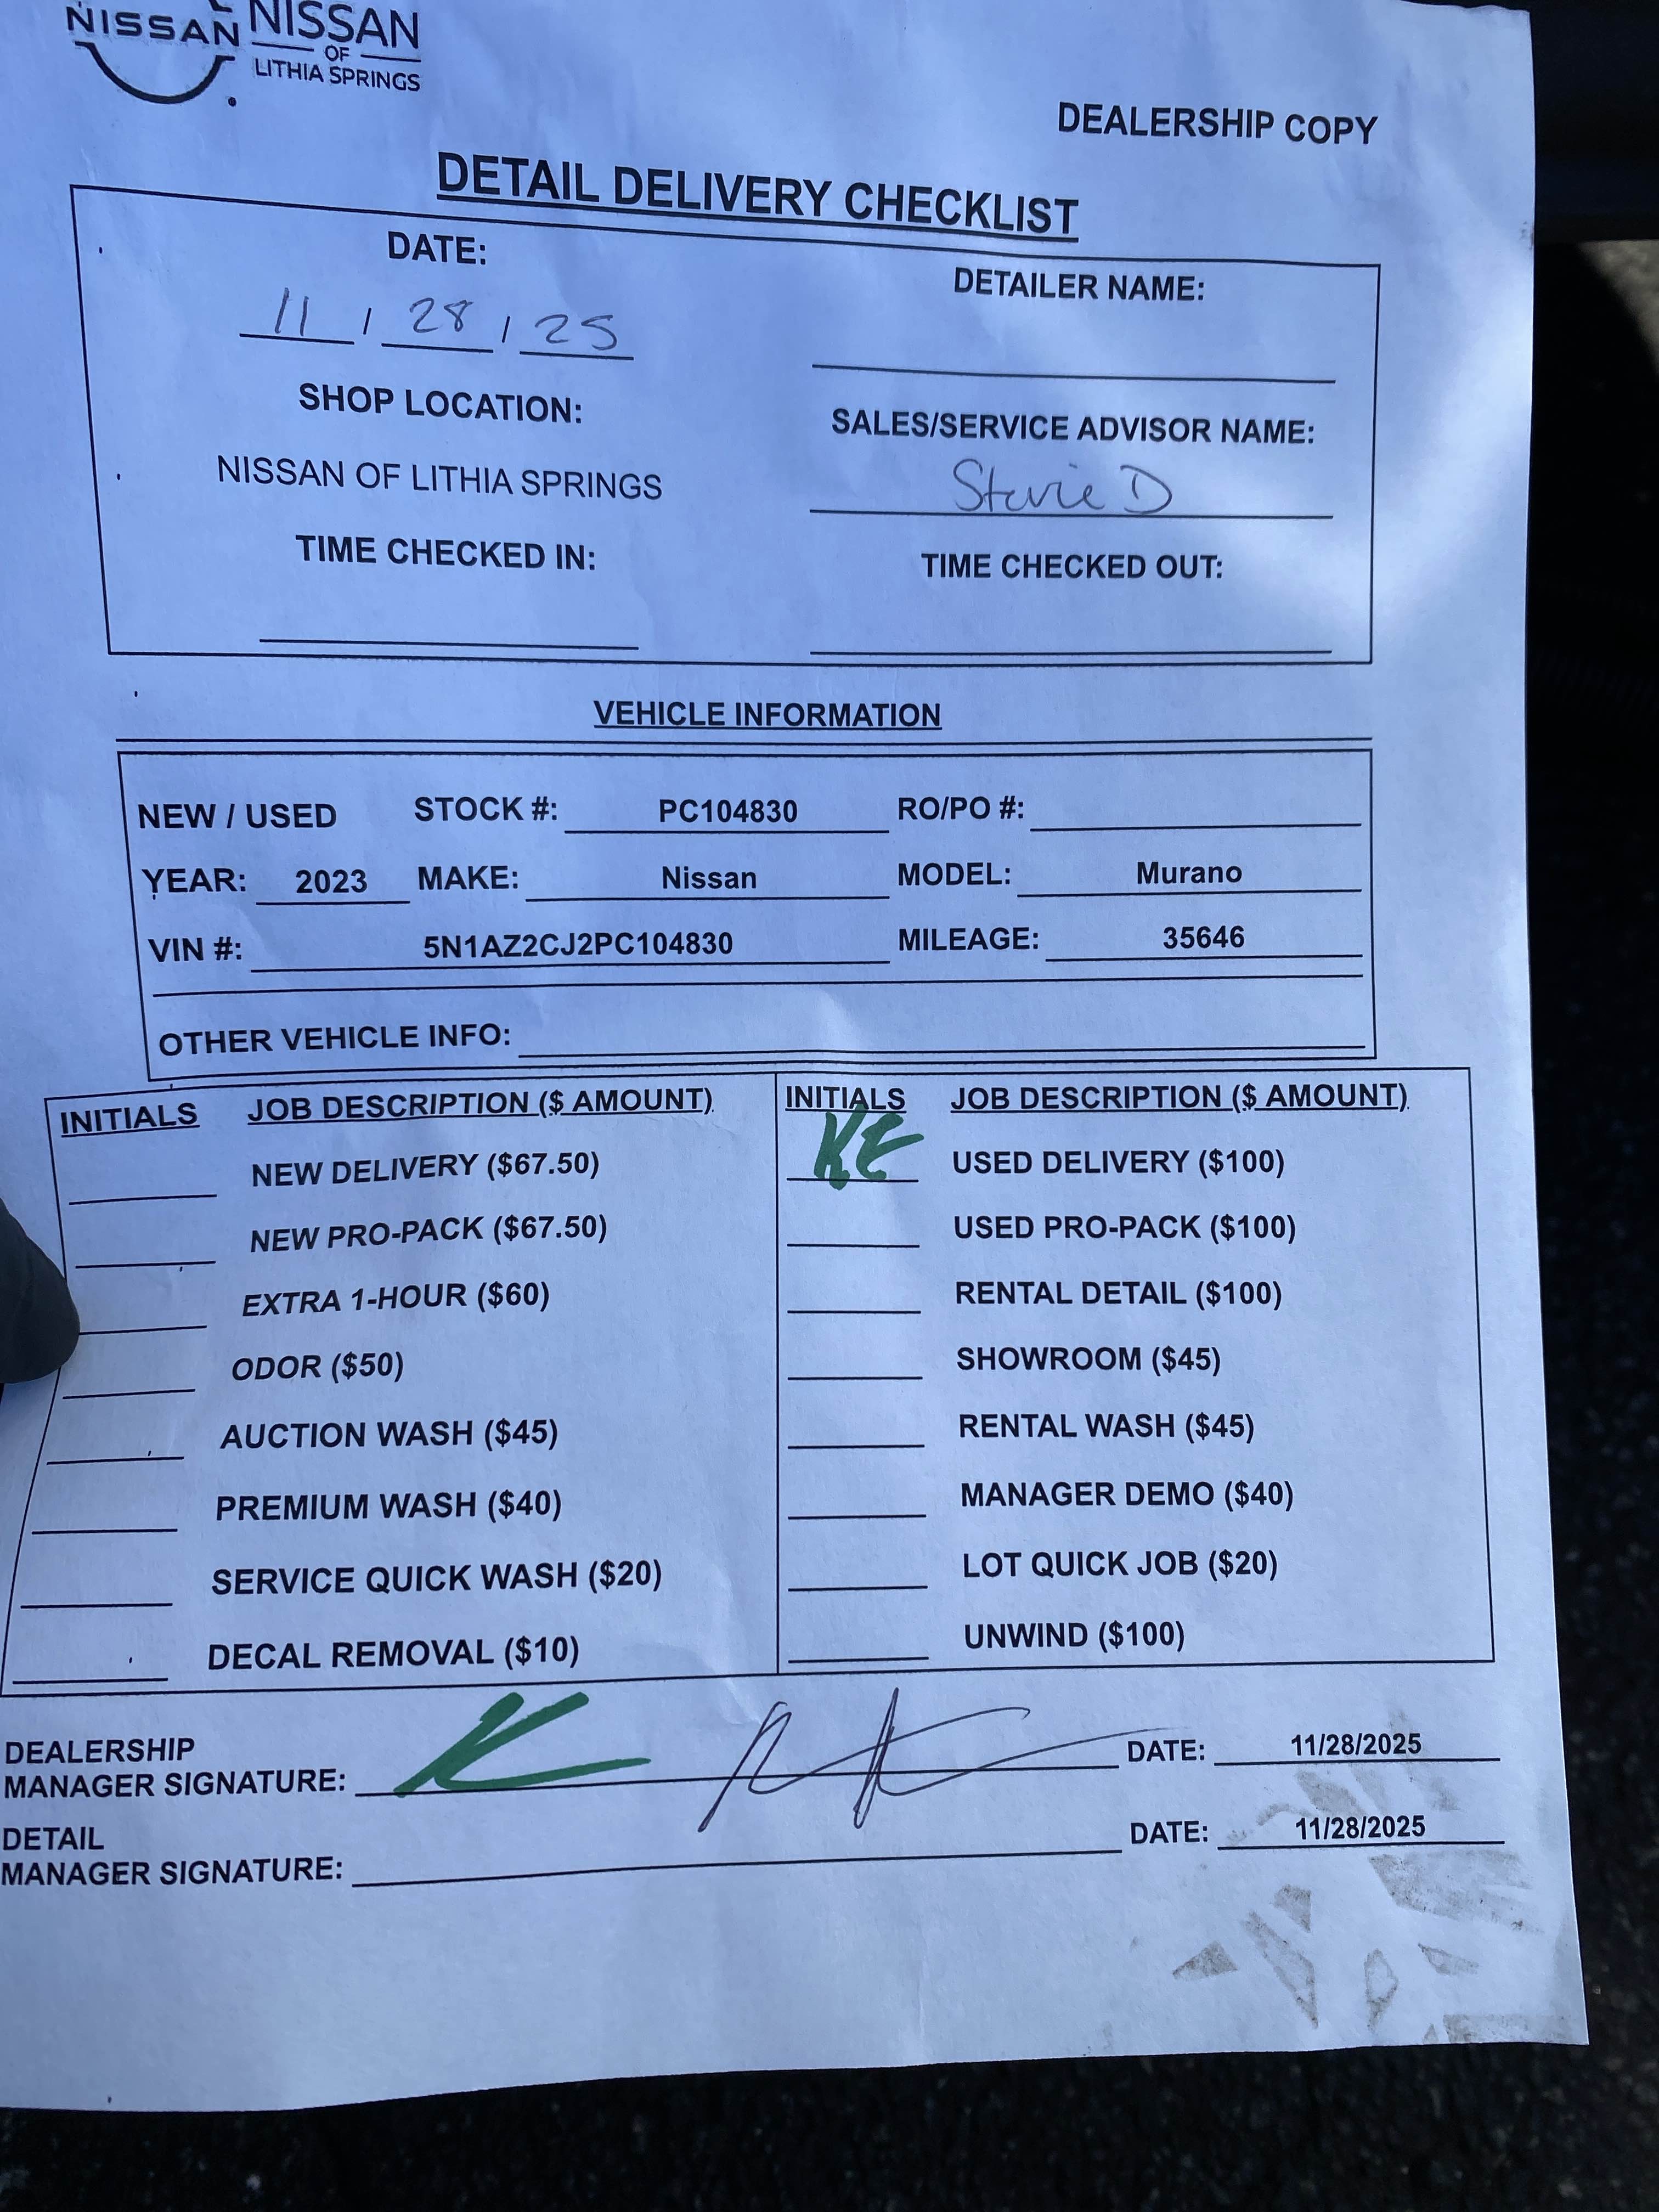 NISSAN NISSAN
OF
LITHIA SPRINGS
DEALERSHIP COPY
DETAIL DELIVERY CHECKLIST
DATE:
11 / 28 / 25
DETAILER NAME:
SHOP LOCATION:
NISSAN OF LITHIA SPRINGS
SALES/SERVICE ADVISOR NAME:
Stevie D
TIME CHECKED IN:
TIME CHECKED OUT:
VEHICLE INFORMATION
NEW / USED STOCK #: PC104830 RO/PO #:
YEAR: 2023 MAKE: Nissan MODEL: Murano
VIN #: 5N1AZ2CJ2PC104830 MILEAGE: 35646
OTHER VEHICLE INFO:
INITIALS JOB DESCRIPTION ($ AMOUNT)
NEW DELIVERY ($67.50)
NEW PRO-PACK ($67.50)
EXTRA 1-HOUR ($60)
ODOR ($50)
AUCTION WASH ($45)
PREMIUM WASH ($40)
SERVICE QUICK WASH ($20)
DECAL REMOVAL ($10)
INITIALS JOB DESCRIPTION ($ AMOUNT)
KE USED DELIVERY ($100)
USED PRO-PACK ($100)
RENTAL DETAIL ($100)
SHOWROOM ($45)
RENTAL WASH ($45)
MANAGER DEMO ($40)
LOT QUICK JOB ($20)
UNWIND ($100)
DEALERSHIP
MANAGER SIGNATURE: DATE: 11/28/2025
DETAIL
MANAGER SIGNATURE: DATE: 11/28/2025